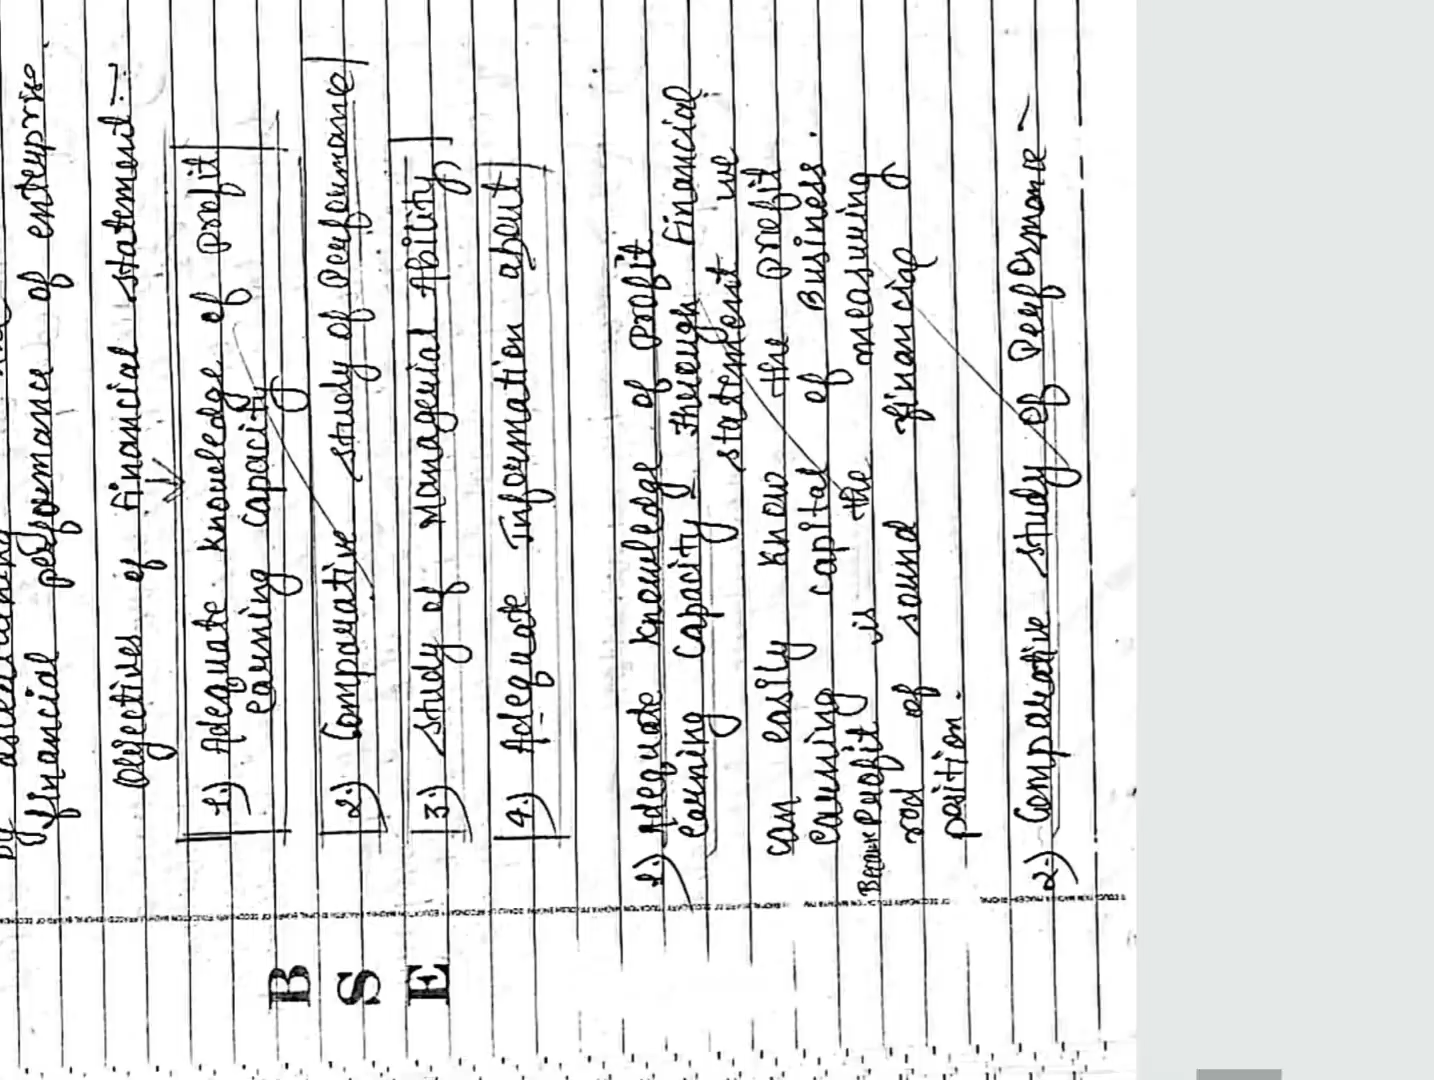 financial performance of enterprise.
Objectives of Financial statement :-
1.) Adequate knowledge of profit
earning capacity
2.) Comparative study of Performance
3.) study of Managerial Ability
4.) Adequate Information about
1.) Adequate knowledge of profit
earning capacity - through Financial
statement we
can easily know the profit
earning capital of Business.
Because profit is the measuring
rod of sound financial
position.
2.) Comparative study of Performance -
B
S
E